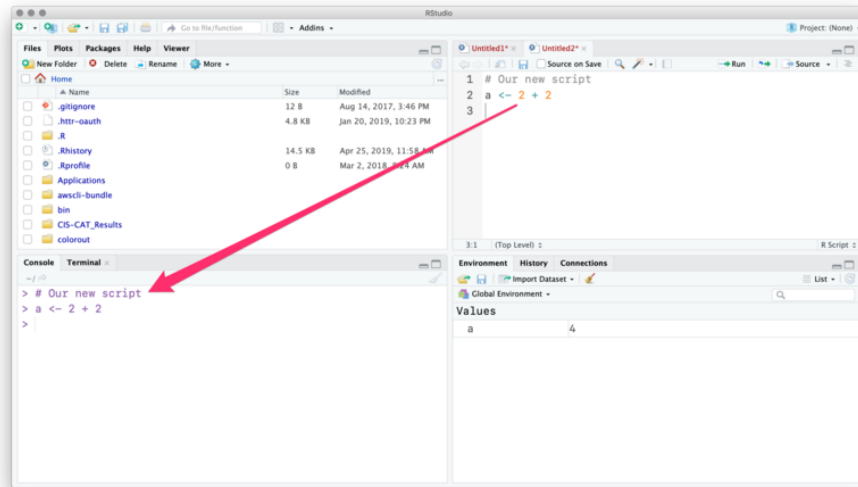 RStudio
Go to file/function Addins Project: (None)
Files Plots Packages Help Viewer
New Folder Delete Rename More
Home
Name Size Modified
.gitignore 12 B Aug 14, 2017, 3:46 PM
.httr-oauth 4.8 KB Jan 20, 2019, 10:23 PM
.R
.Rhistory 14.5 KB Apr 25, 2019, 11:58 AM
.Rprofile 0 B Mar 2, 2018, 24 AM
Applications
awscli-bundle
bin
CIS-CAT_Results
colorout
Untitled1* Untitled2*
Source on Save Run Source
1 # Our new script
2 a <- 2 + 2
3
3:1 (Top Level) R Script
Console Terminal
~/
> # Our new script
> a <- 2 + 2
>
Environment History Connections
Import Dataset List
Global Environment
Values
a 4